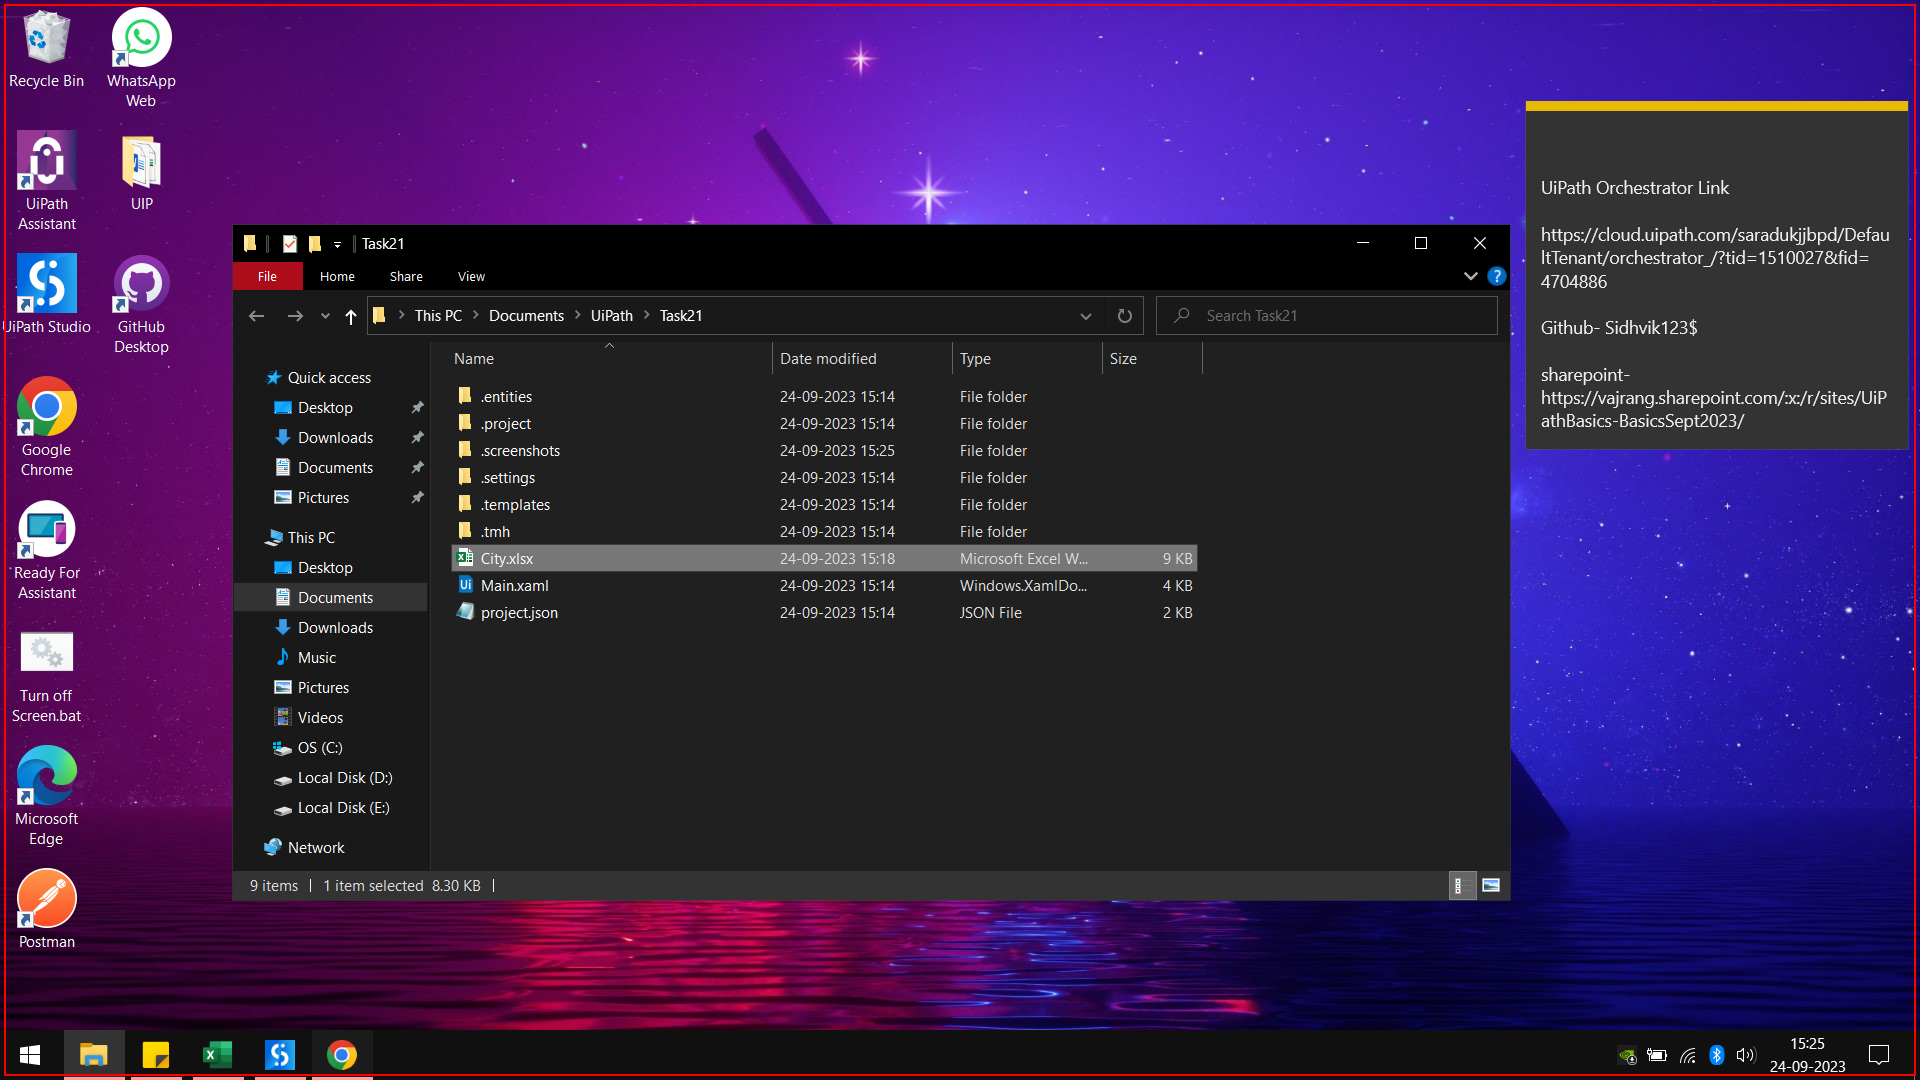 Recycle Bin
WhatsApp
Web
UiPath
Assistant
UIP
UiPath Studio
GitHub
Desktop
Google
Chrome
Ready For
Assistant
Turn off
Screen.bat
Microsoft
Edge
Postman
Task21
File
Home
Share
View
This PC
Documents
UiPath
Task21
Search Task21
Quick access
Desktop
Downloads
Documents
Pictures
This PC
Desktop
Documents
Downloads
Music
Pictures
Videos
OS (C:)
Local Disk (D:)
Local Disk (E:)
Network
Name Date modified Type Size
.entities 24-09-2023 15:14 File folder
.project 24-09-2023 15:14 File folder
.screenshots 24-09-2023 15:25 File folder
.settings 24-09-2023 15:14 File folder
.templates 24-09-2023 15:14 File folder
.tmh 24-09-2023 15:14 File folder
City.xlsx 24-09-2023 15:18 Microsoft Excel W... 9 KB
Main.xaml 24-09-2023 15:14 Windows.XamlDo... 4 KB
project.json 24-09-2023 15:14 JSON File 2 KB
9 items 1 item selected 8.30 KB
UiPath Orchestrator Link
https://cloud.uipath.com/saradukjjbpd/Defau
ltTenant/orchestrator_/?tid=1510027&fid=
4704886
Github- Sidhvik123$
sharepoint-
https://vajrang.sharepoint.com/:x:/r/sites/UiP
athBasics-BasicsSept2023/
15:25
24-09-2023